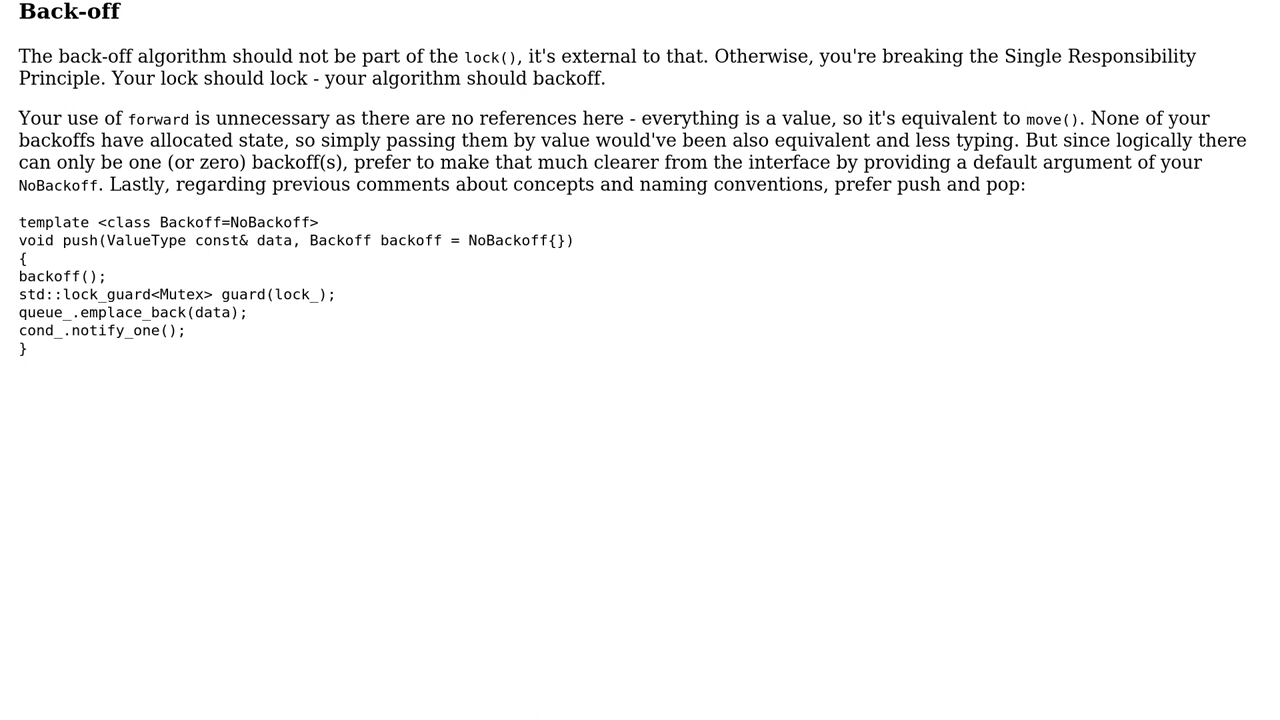 Back-off
The back-off algorithm should not be part of the lock(), it's external to that. Otherwise, you're breaking the Single Responsibility
Principle. Your lock should lock - your algorithm should backoff.
Your use of forward is unnecessary as there are no references here - everything is a value, so it's equivalent to move(). None of your
backoffs have allocated state, so simply passing them by value would've been also equivalent and less typing. But since logically there
can only be one (or zero) backoff(s), prefer to make that much clearer from the interface by providing a default argument of your
NoBackoff. Lastly, regarding previous comments about concepts and naming conventions, prefer push and pop:
template <class Backoff=NoBackoff>
void push(ValueType const& data, Backoff backoff = NoBackoff{})
{
backoff();
std::lock_guard<Mutex> guard(lock_);
queue_.emplace_back(data);
cond_.notify_one();
}